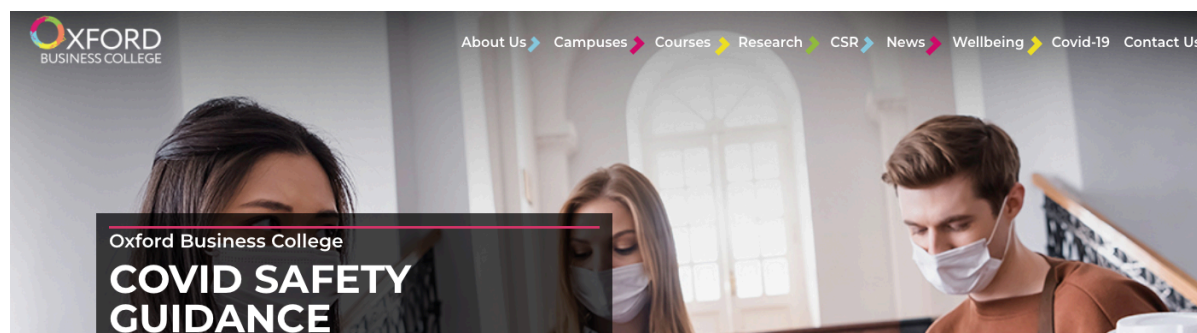 OXFORD
BUSINESS COLLEGE
About Us Campuses Courses Research CSR News Wellbeing Covid-19 Contact Us
Oxford Business College
COVID SAFETY
GUIDANCE